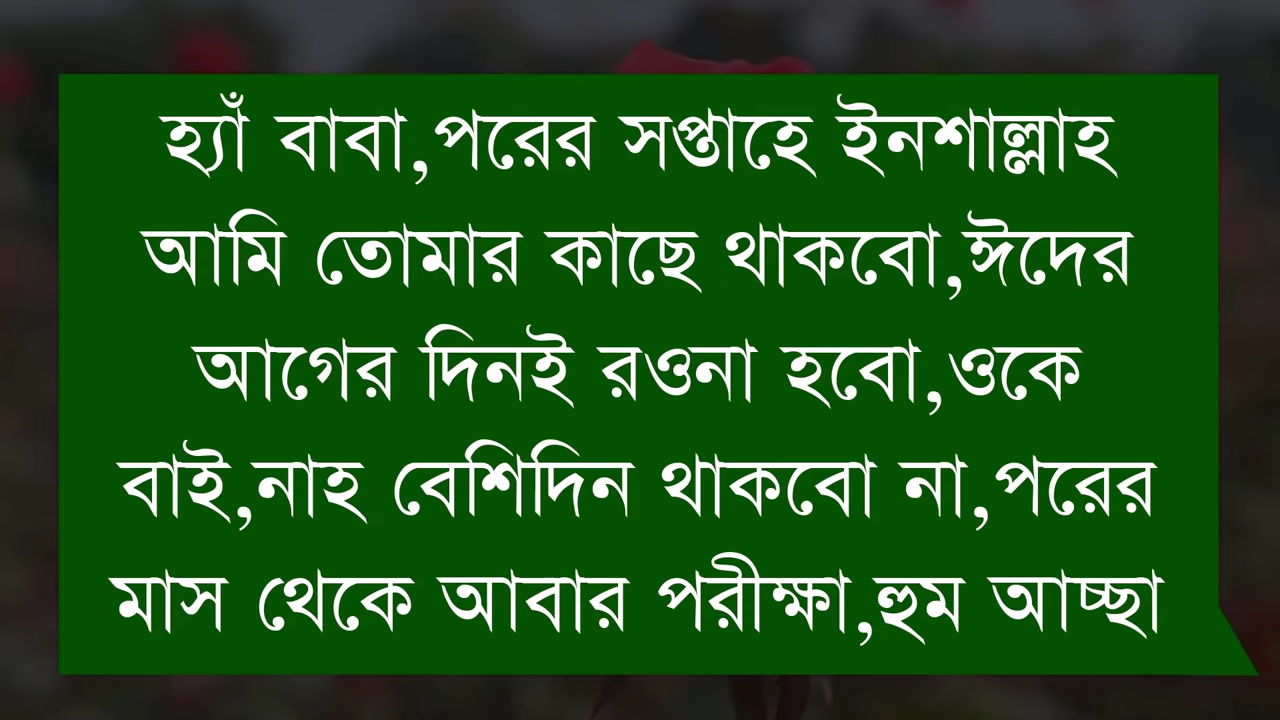 হ্যাঁ বাবা,পরের সপ্তাহে ইনশাল্লাহ
আমি তোমার কাছে থাকবো,ঈদের
আগের দিনই রওনা হবো,ওকে
বাই,নাহ বেশিদিন থাকবো না,পরের
মাস থেকে আবার পরীক্ষা,হুম আচ্ছা